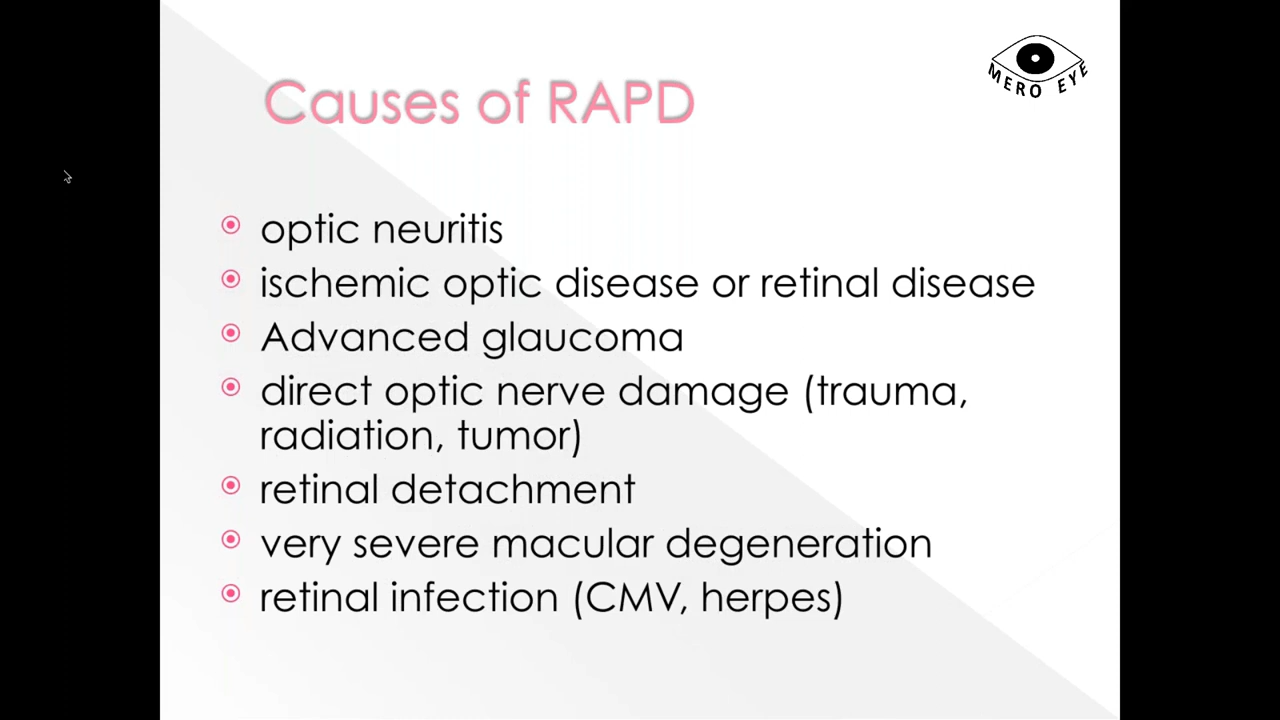 MERO EYE
Causes of RAPD
optic neuritis
ischemic optic disease or retinal disease
Advanced glaucoma
direct optic nerve damage (trauma,
radiation, tumor)
retinal detachment
very severe macular degeneration
retinal infection (CMV, herpes)